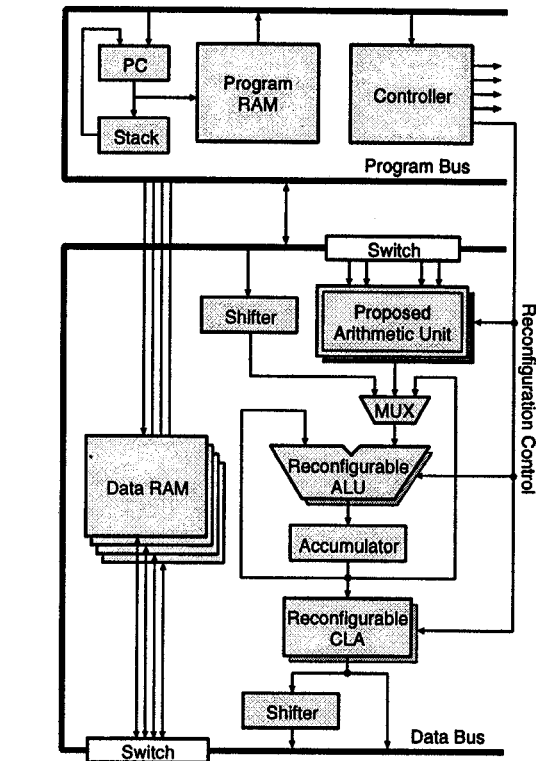 PC
Program
RAM
Controller
Stack
Program Bus
Switch
Shifter
Proposed
Arithmetic Unit
Reconfiguration Control
MUX
Reconfigurable
ALU
Data RAM
Accumulator
Reconfigurable
CLA
Shifter
Data Bus
Switch